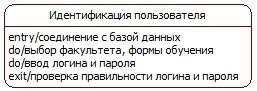 Идентификация пользователя
entry/соединение с базой данных
do/выбор факультета, формы обучения
do/ввод логина и пароля
exit/проверка правильности логина и пароля